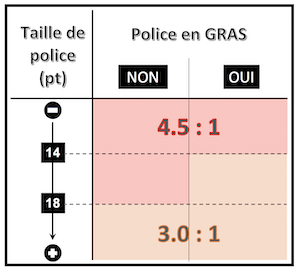 Taille de
police
(pt)
Police en GRAS
NON
OUI
4.5 : 1
14
18
3.0 : 1